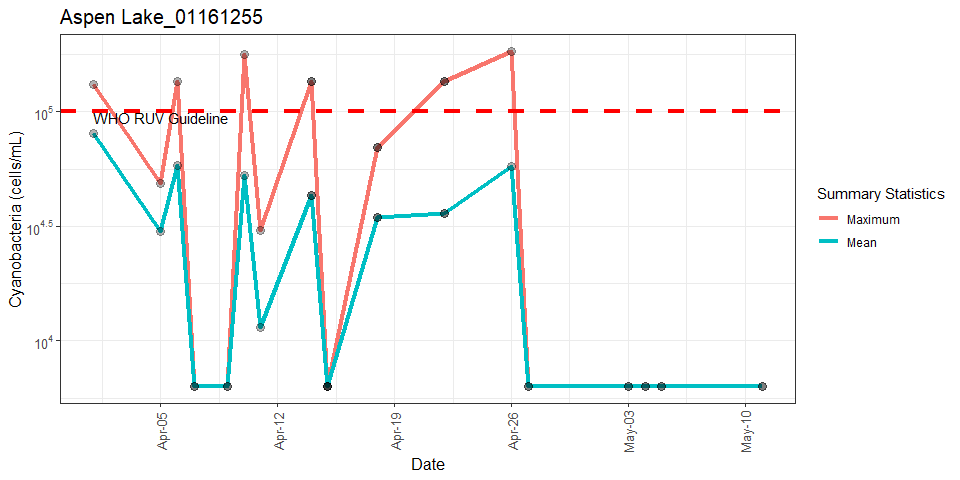 Aspen Lake_01161255
10^5
WHO RUV Guideline
10^4.5
10^4
Cyanobacteria (cells/mL)
Apr-05
Apr-12
Apr-19
Apr-26
May-03
May-10
Date
Summary Statistics
Maximum
Mean